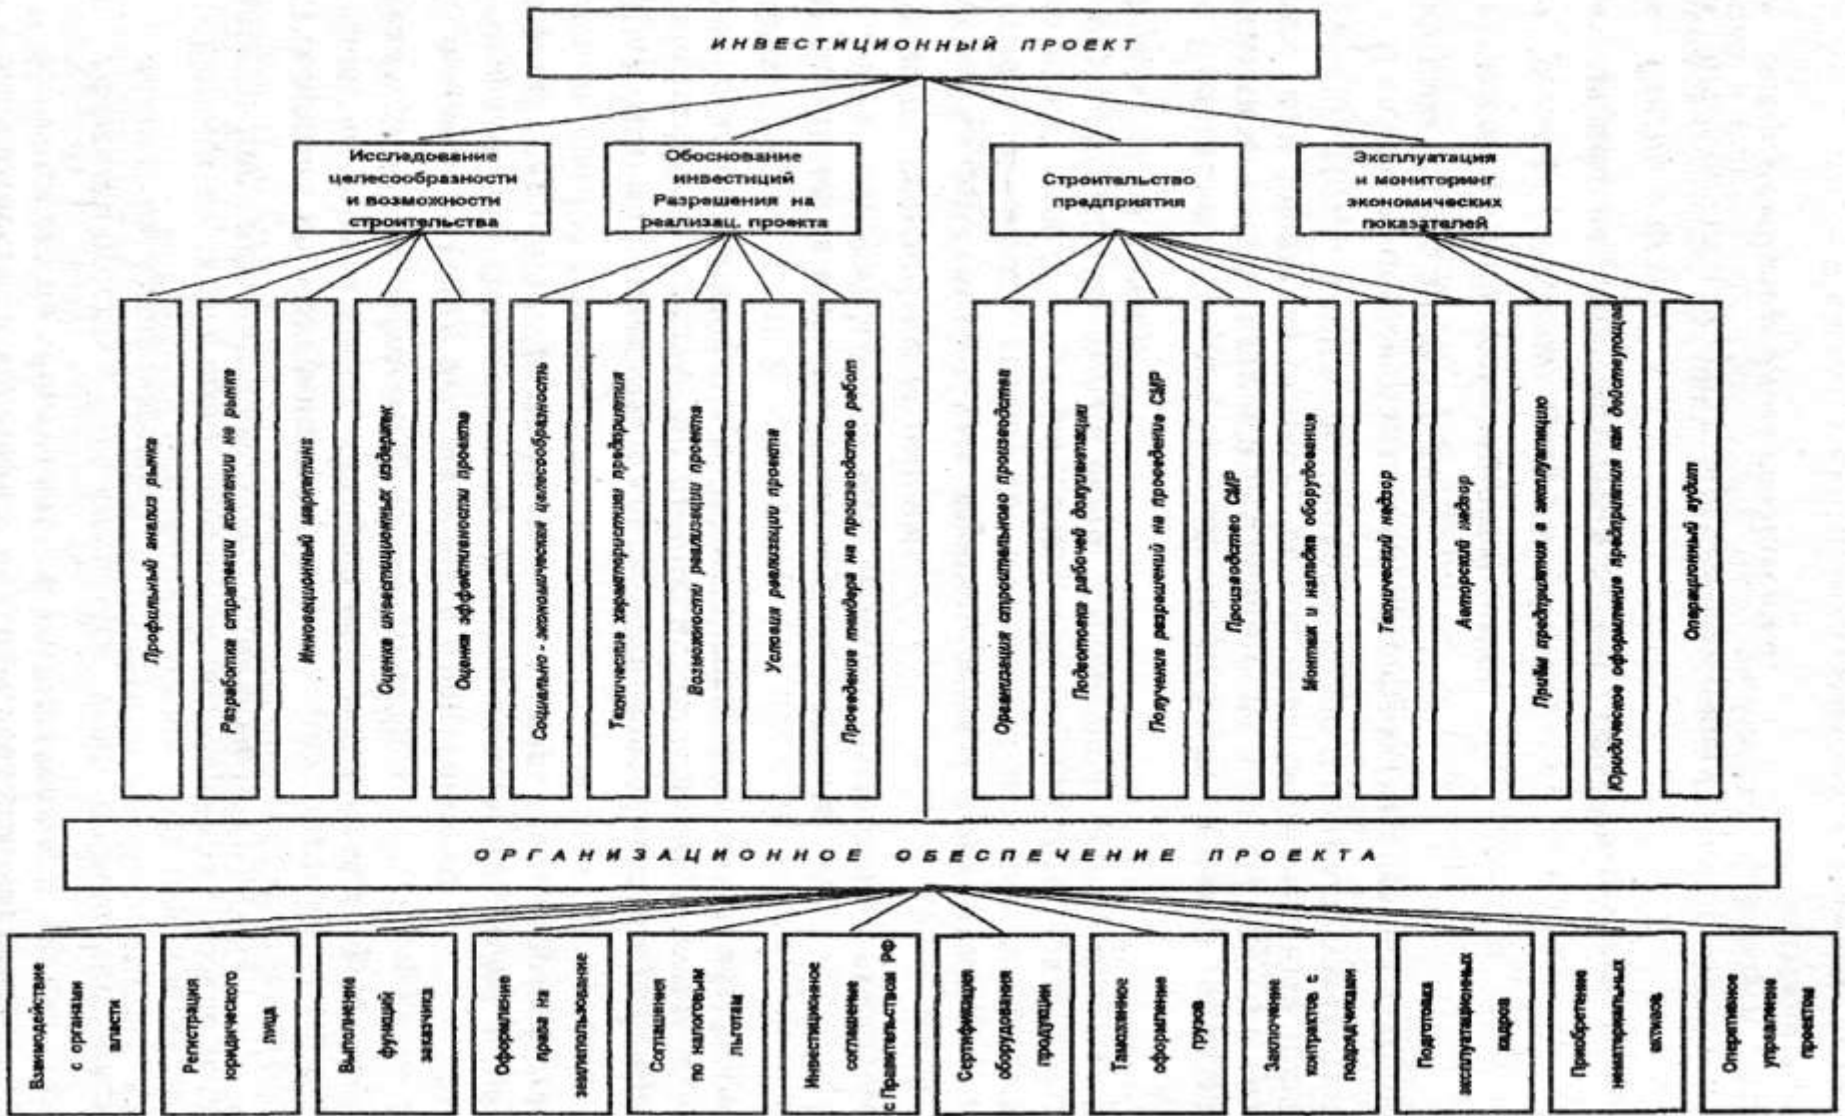 ИНВЕСТИЦИОННЫЙ ПРОЕКТ
Исследование
целесообразности
и возможности
строительства
Обоснование
инвестиций
Разрешения на
реализац. проекта
Строительство
предприятия
Эксплуатация
и мониторинг
экономических
показателей
Профильный анализ рынка
Разработка стратегии компании на рынке
Инновационный маркетинг
Оценка инвестиционных издержек
Оценка эффективности проекта
Социально - экономическая целесообразность
Технические характеристики предприятия
Возможности реализации проекта
Условия реализации проекта
Проведение тендера на производство работ
Организация строительного производства
Подготовка рабочей документации
Получение разрешений на проведение СМР
Производство СМР
Монтаж и наладка оборудования
Технический надзор
Авторский надзор
Приём предприятия в эксплуатацию
Юридическое оформление предприятия как действующее
Операционный аудит
ОРГАНИЗАЦИОННОЕ ОБЕСПЕЧЕНИЕ ПРОЕКТА
Взаимодействие
с органами
власти
Регистрация
юридического
лица
Выполнение
функций
заказчика
Оформление
права на
землепользование
Соглашения
по налоговым
льготам
Инвестиционное
соглашение
с Правительством РФ
Сертификация
оборудования
продукции
Таможенное
оформление
грузов
Заключение
контрактов с
подрядчиками
Подготовка
эксплуатационных
кадров
Приобретение
нематериальных
активов
Оперативное
управление
проектом